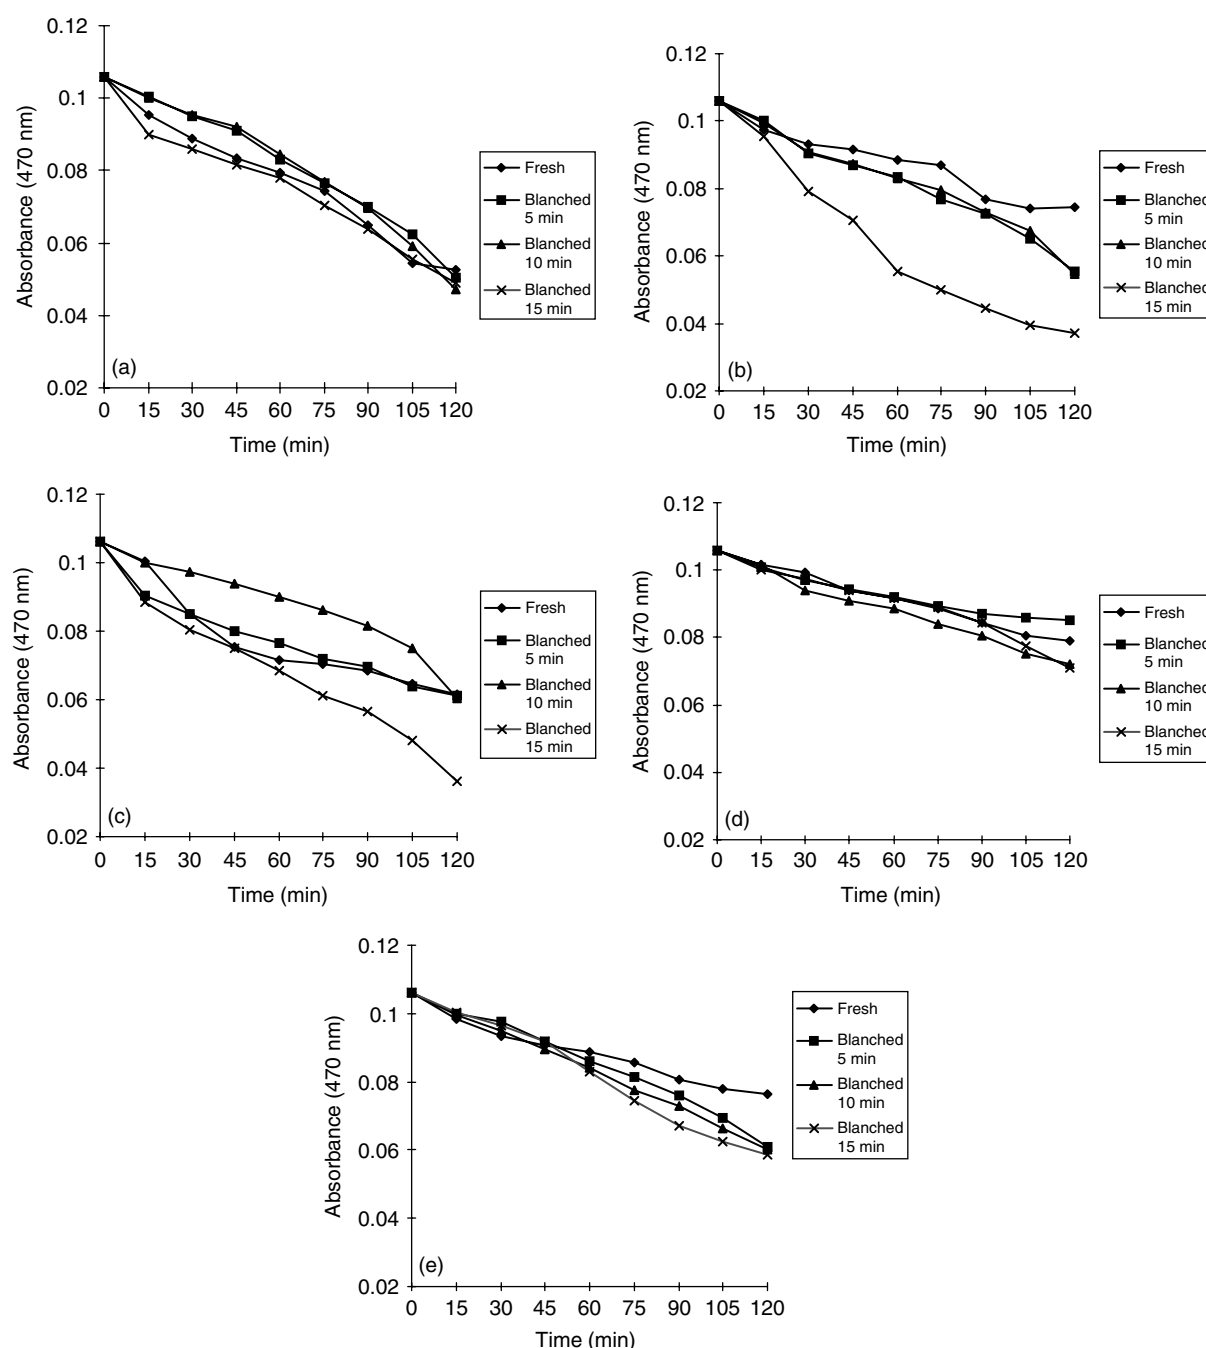 0.12
0.1
0.08
0.06
0.04
0.02
Absorbance (470 nm)
(a)
0 15 30 45 60 75 90 105 120
Time (min)
Fresh
Blanched
5 min
Blanched
10 min
Blanched
15 min
0.12
0.1
0.08
0.06
0.04
0.02
Absorbance (470 nm)
(b)
0 15 30 45 60 75 90 105 120
Time (min)
Fresh
Blanched
5 min
Blanched
10 min
Blanched
15 min
0.12
0.1
0.08
0.06
0.04
0.02
Absorbance (470 nm)
(c)
0 15 30 45 60 75 90 105 120
Time (min)
Fresh
Blanched
5 min
Blanched
10 min
Blanched
15 min
0.12
0.1
0.08
0.06
0.04
0.02
Absorbance (470 nm)
(d)
0 15 30 45 60 75 90 105 120
Time (min)
Fresh
Blanched
5 min
Blanched
10 min
Blanched
15 min
0.12
0.1
0.08
0.06
0.04
0.02
Absorbance (470 nm)
(e)
0 15 30 45 60 75 90 105 120
Time (min)
Fresh
Blanched
5 min
Blanched
10 min
Blanched
15 min